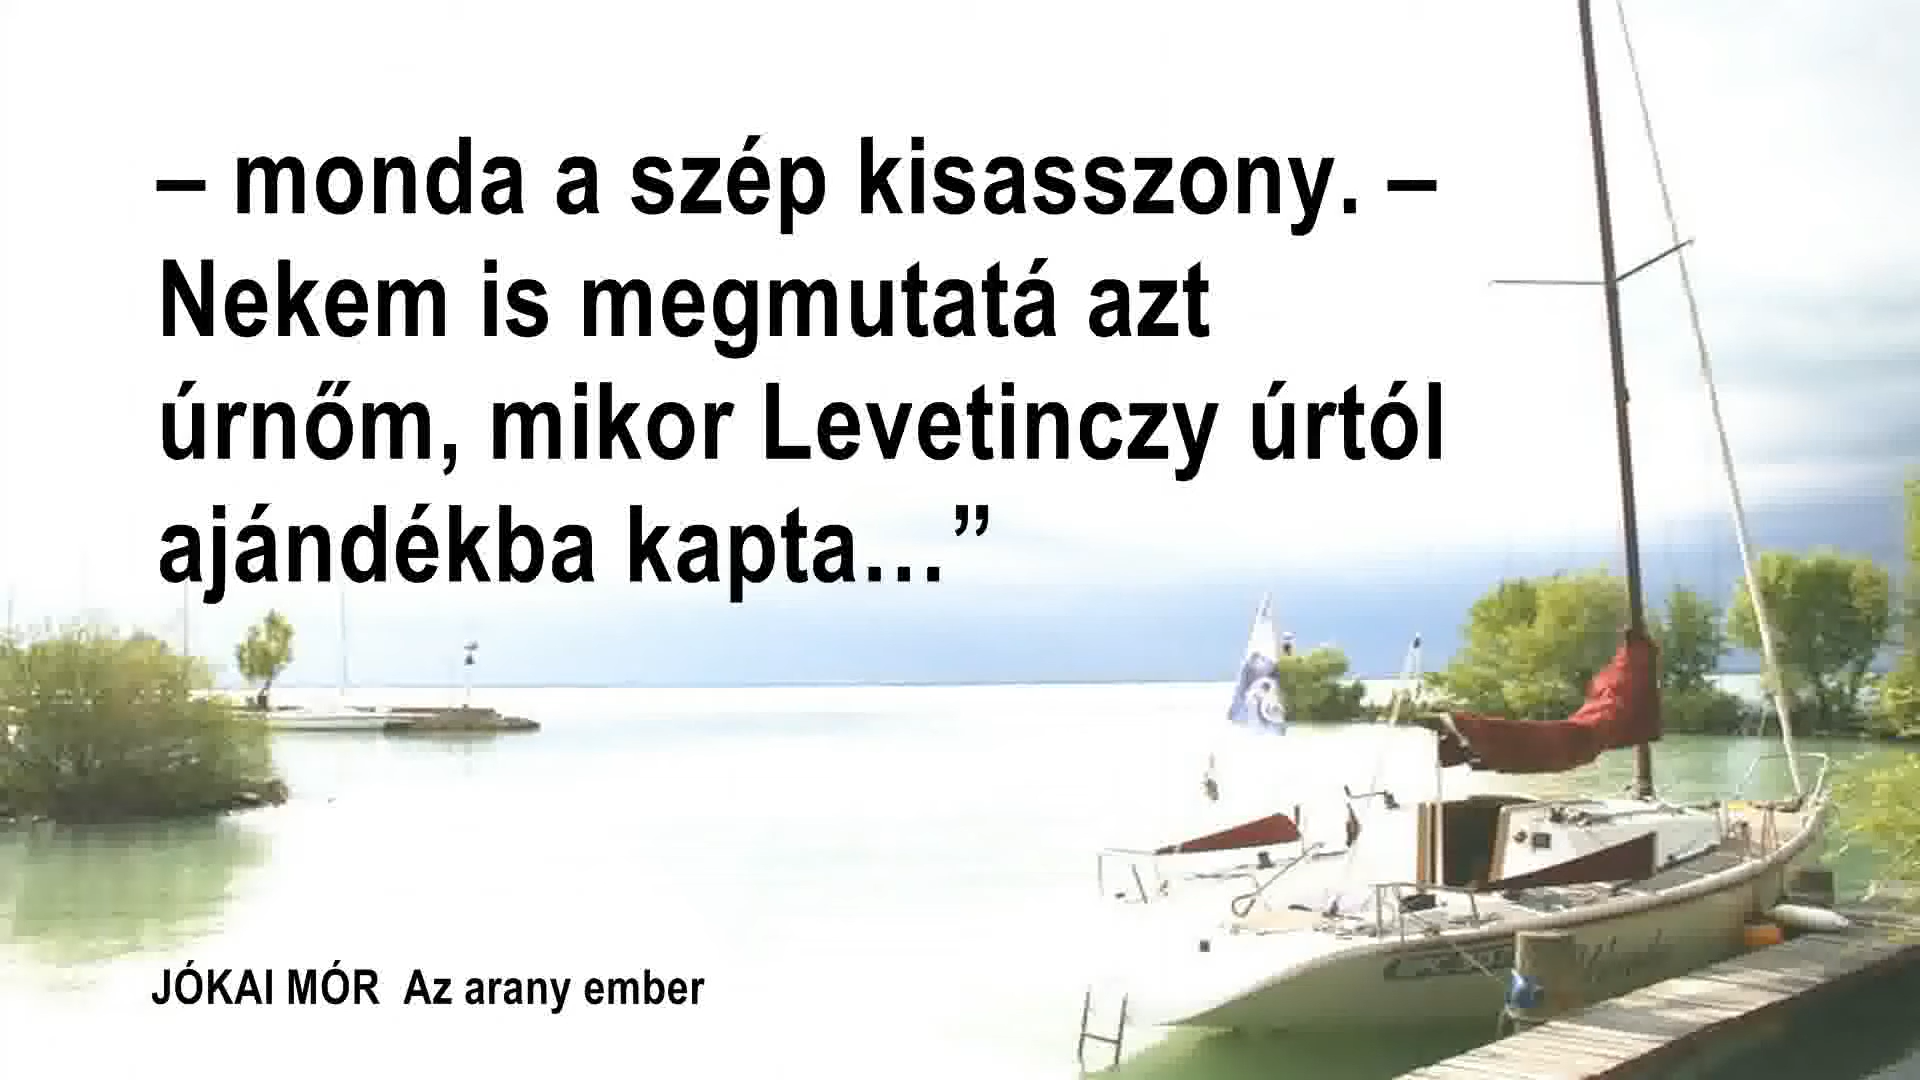 – monda a szép kisasszony. –
Nekem is megmutatá azt
úrnőm, mikor Levetinczy úrtól
ajándékba kapta…”
JÓKAI MÓR Az arany ember